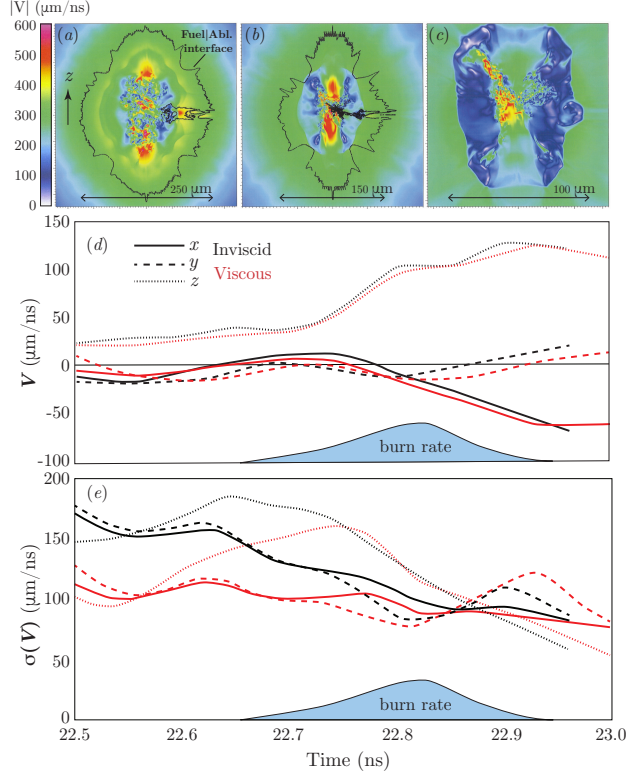 |V| (μm/ns)
600
500
400
300
200
100
0
(a)
Fuel|Abl.
interface
z
250 μm
(b)
150 μm
(c)
100 μm
150
100
50
0
-50
-100
V
(μm/ns)
(d)
x
y
z
Inviscid
Viscous
burn rate
200
150
100
50
0
σ(V) (μm/ns)
(e)
burn rate
22.5
22.6
22.7
22.8
22.9
23.0
Time (ns)